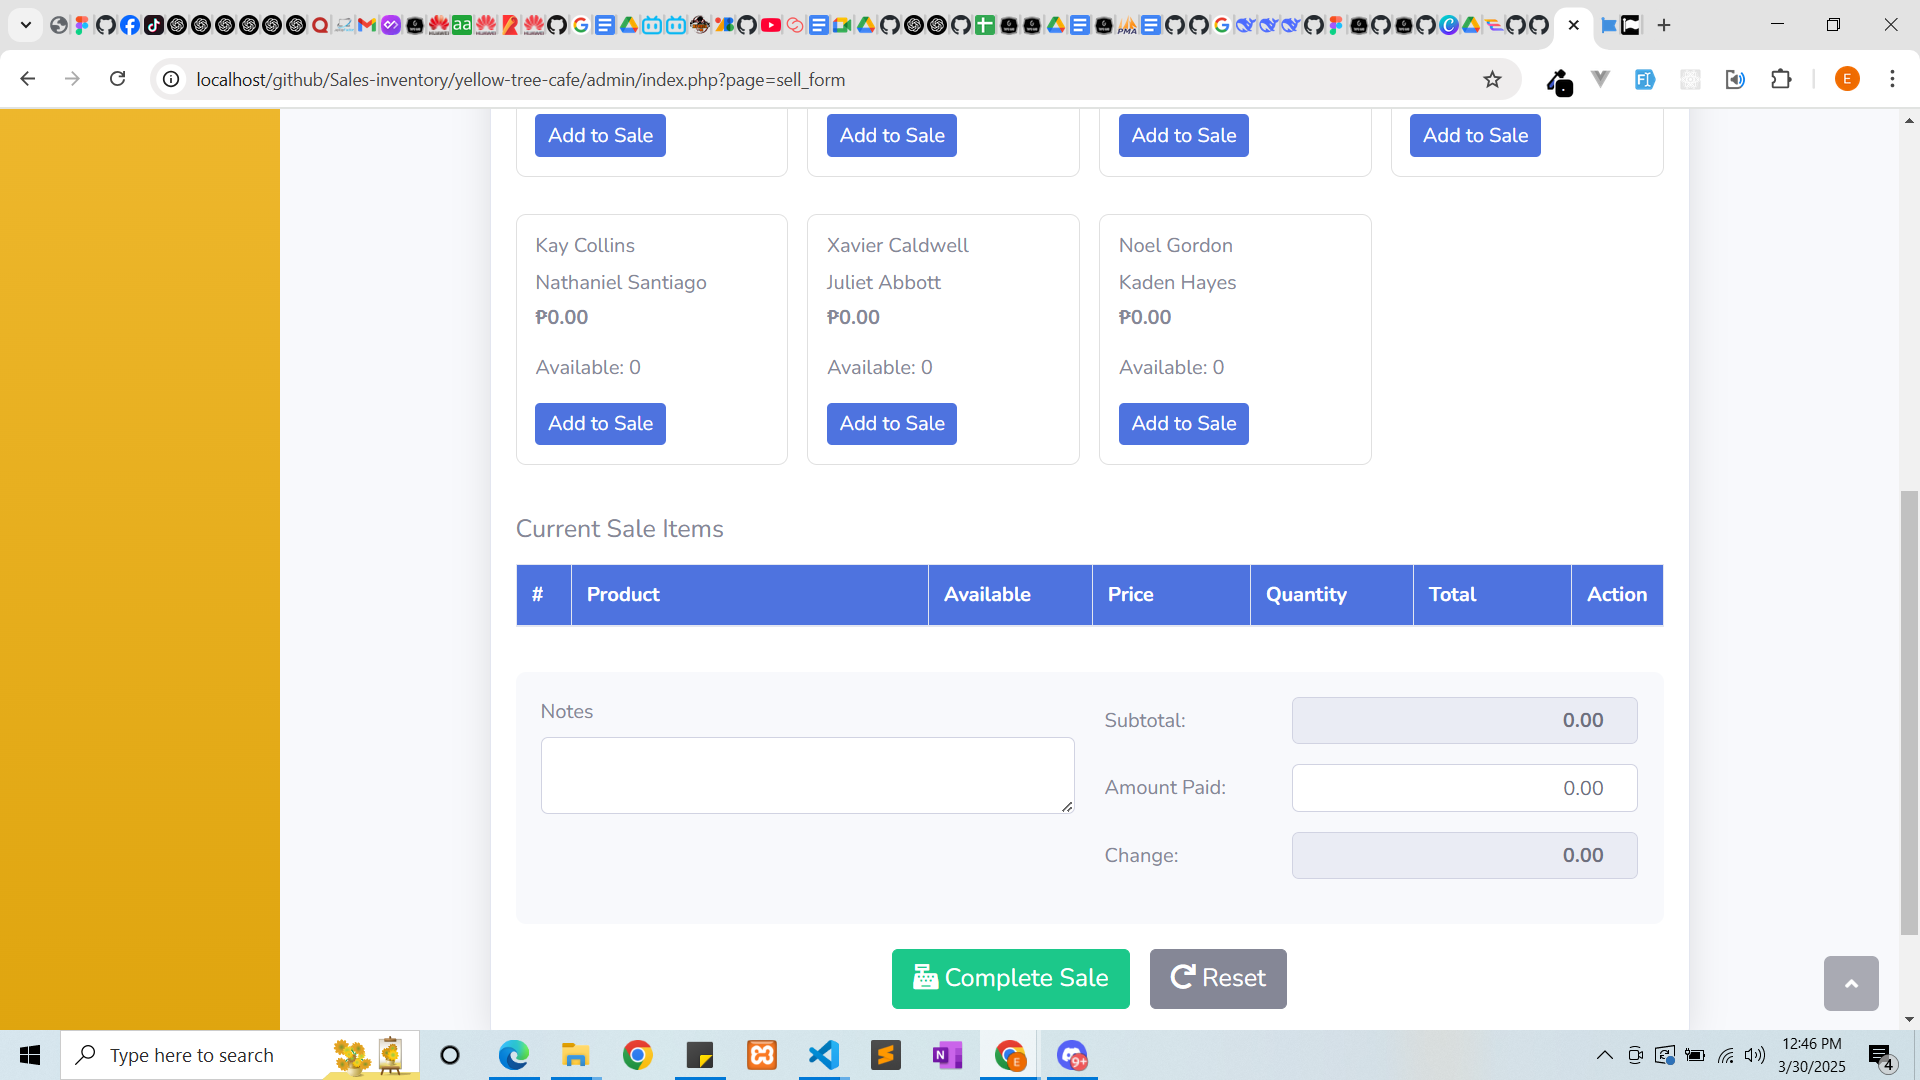 localhost/github/Sales-inventory/yellow-tree-cafe/admin/index.php?page=sell_form
E
Add to Sale Add to Sale Add to Sale Add to Sale
Kay Collins
Nathaniel Santiago
₱0.00
Available: 0
Add to Sale
Xavier Caldwell
Juliet Abbott
₱0.00
Available: 0
Add to Sale
Noel Gordon
Kaden Hayes
₱0.00
Available: 0
Add to Sale
Current Sale Items
# Product Available Price Quantity Total Action
Notes
Subtotal: 0.00
Amount Paid: 0.00
Change: 0.00
Complete Sale Reset
Type here to search
9+
12:46 PM
3/30/2025
4